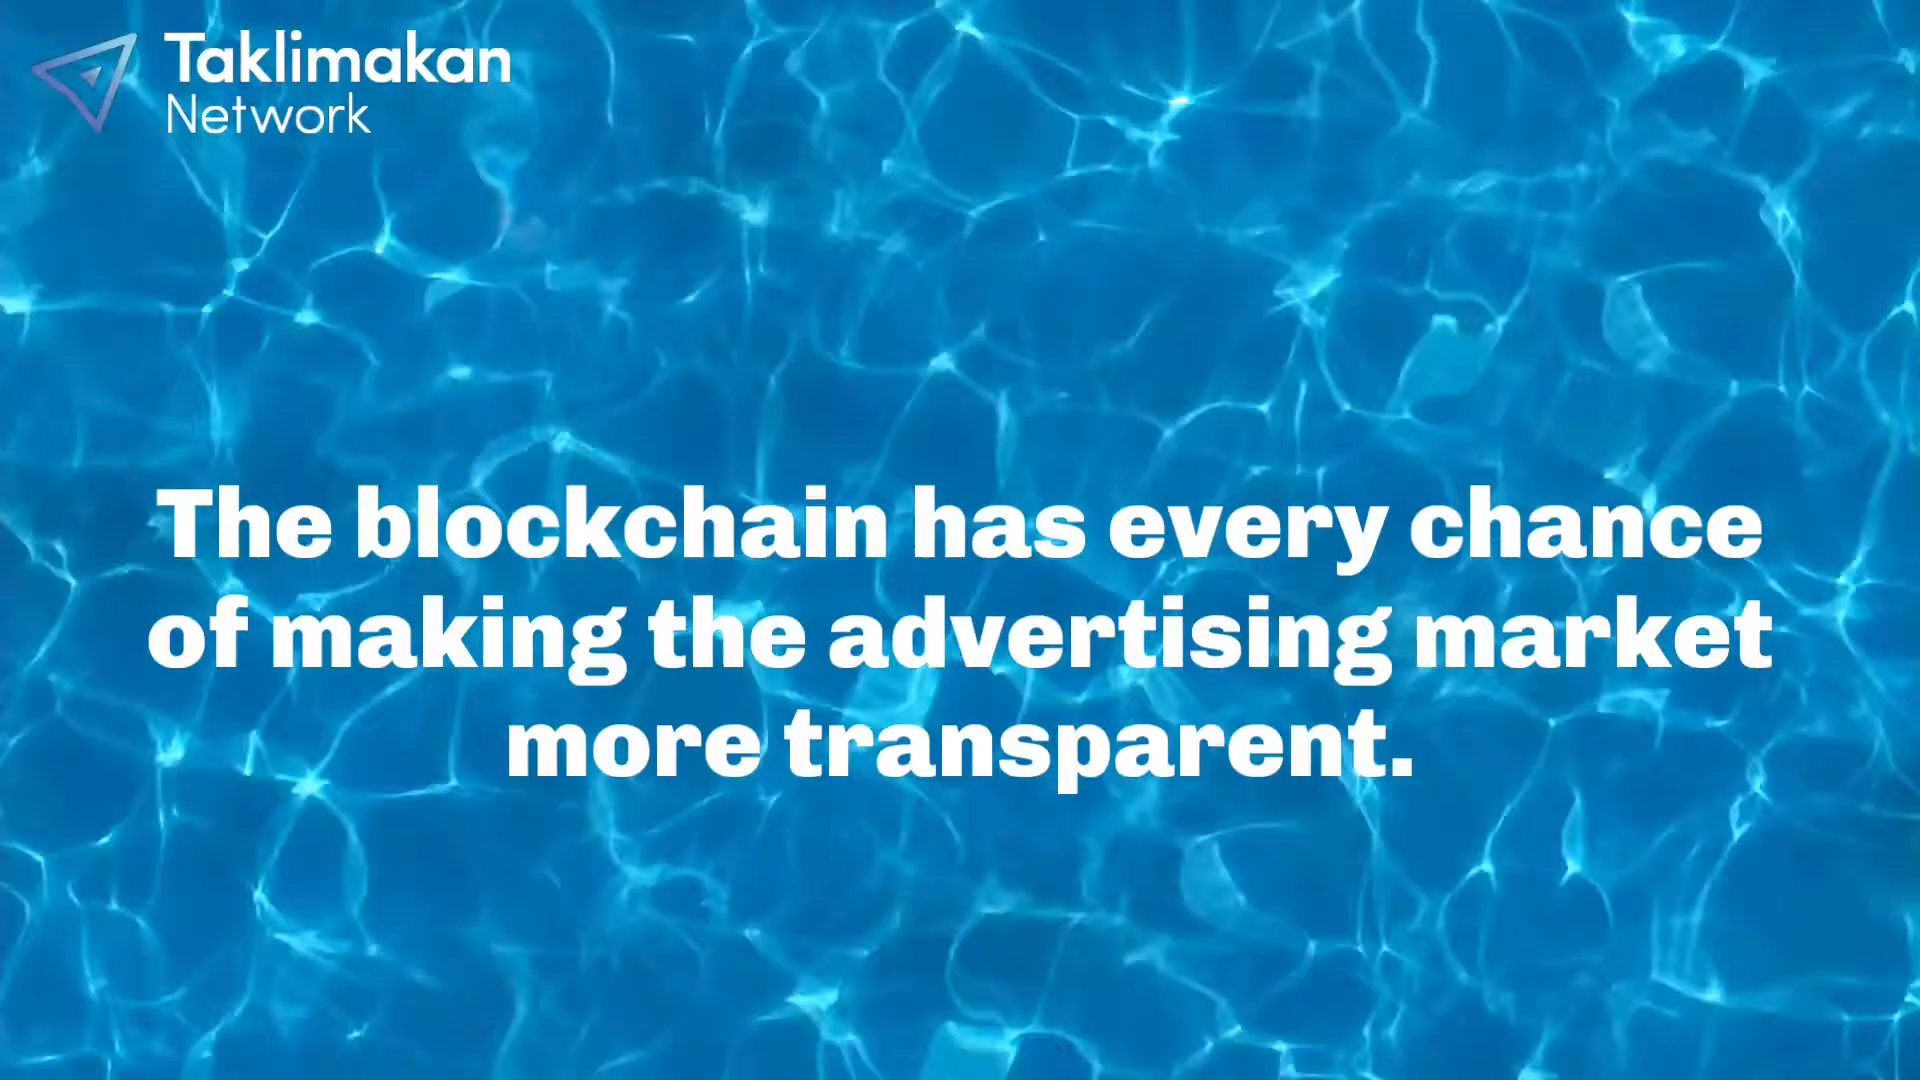 Taklimakan
Network
The blockchain has every chance
of making the advertising market
more transparent.